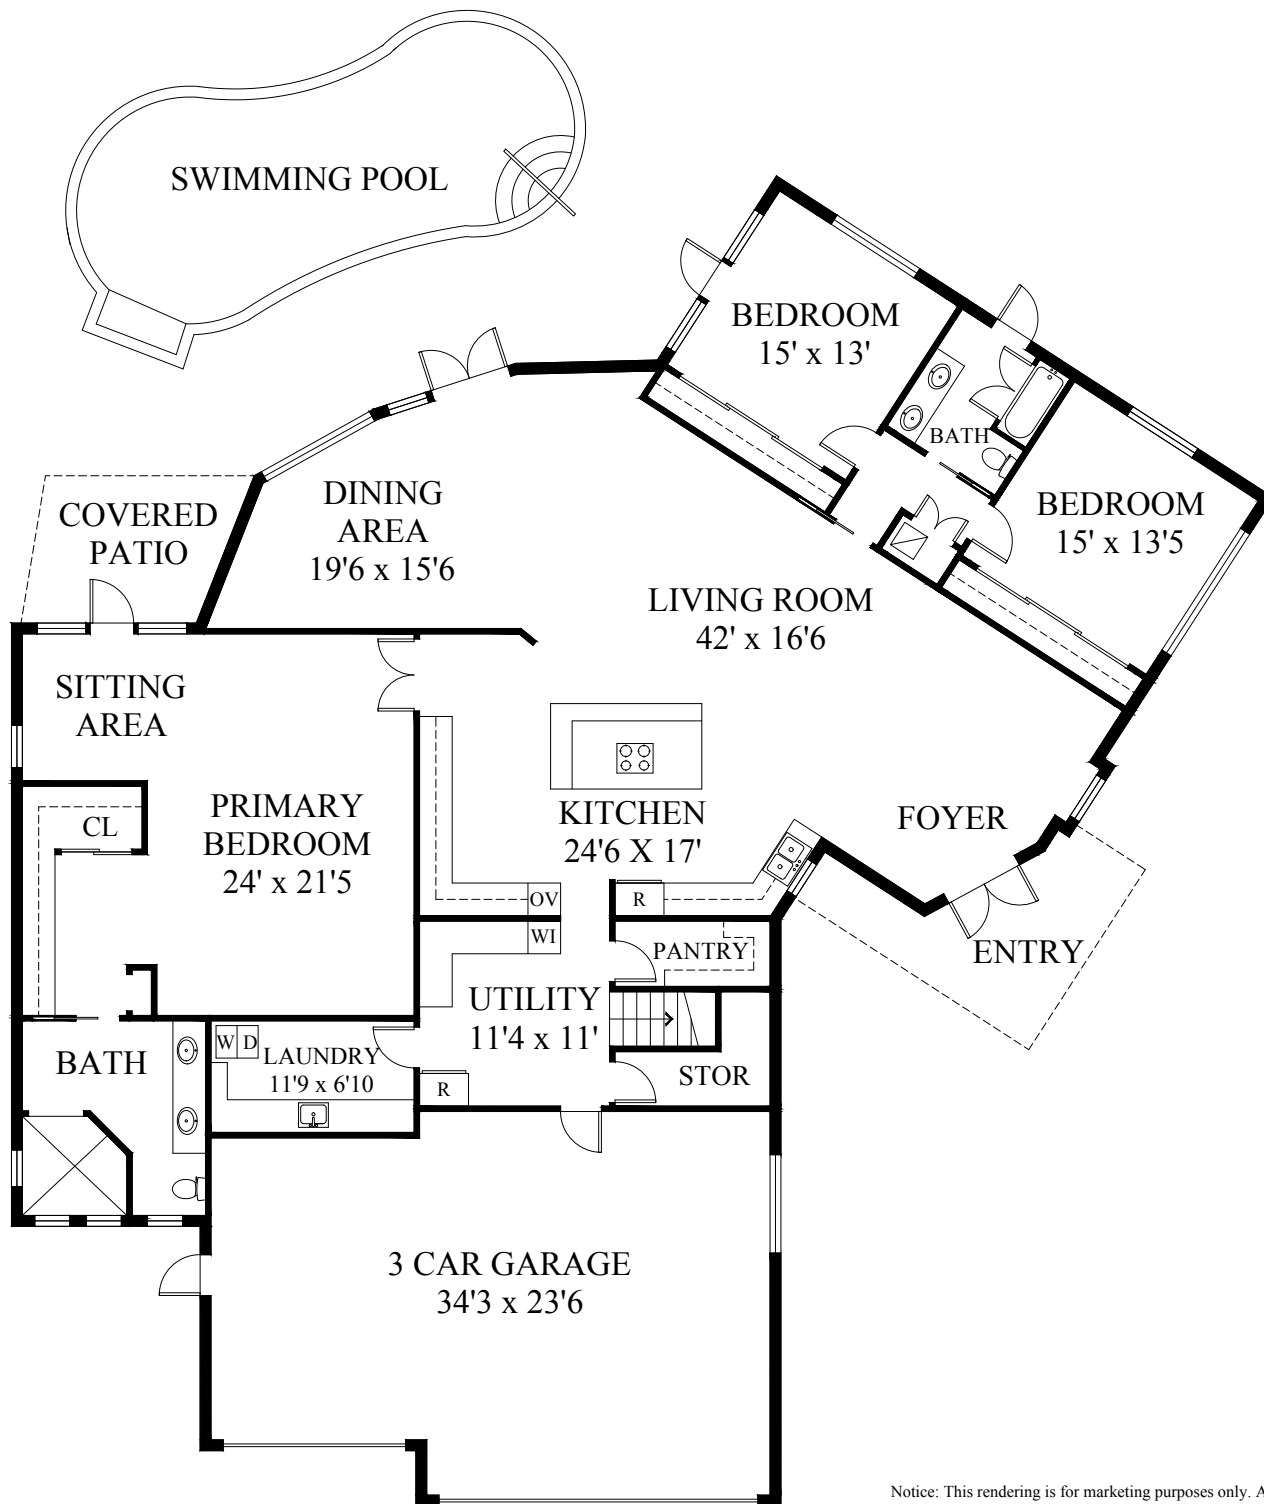 SWIMMING POOL
BEDROOM
15' x 13'
BATH
BEDROOM
15' x 13'5
DINING
AREA
19'6 x 15'6
COVERED
PATIO
LIVING ROOM
42' x 16'6
SITTING
AREA
PRIMARY
BEDROOM
24' x 21'5
CL
KITCHEN
24'6 X 17'
FOYER
OV
R
WI
PANTRY
ENTRY
UTILITY
11'4 x 11'
BATH
W D
LAUNDRY
11'9 x 6'10
R
STOR
3 CAR GARAGE
34'3 x 23'6
Notice: This rendering is for marketing purposes only. A